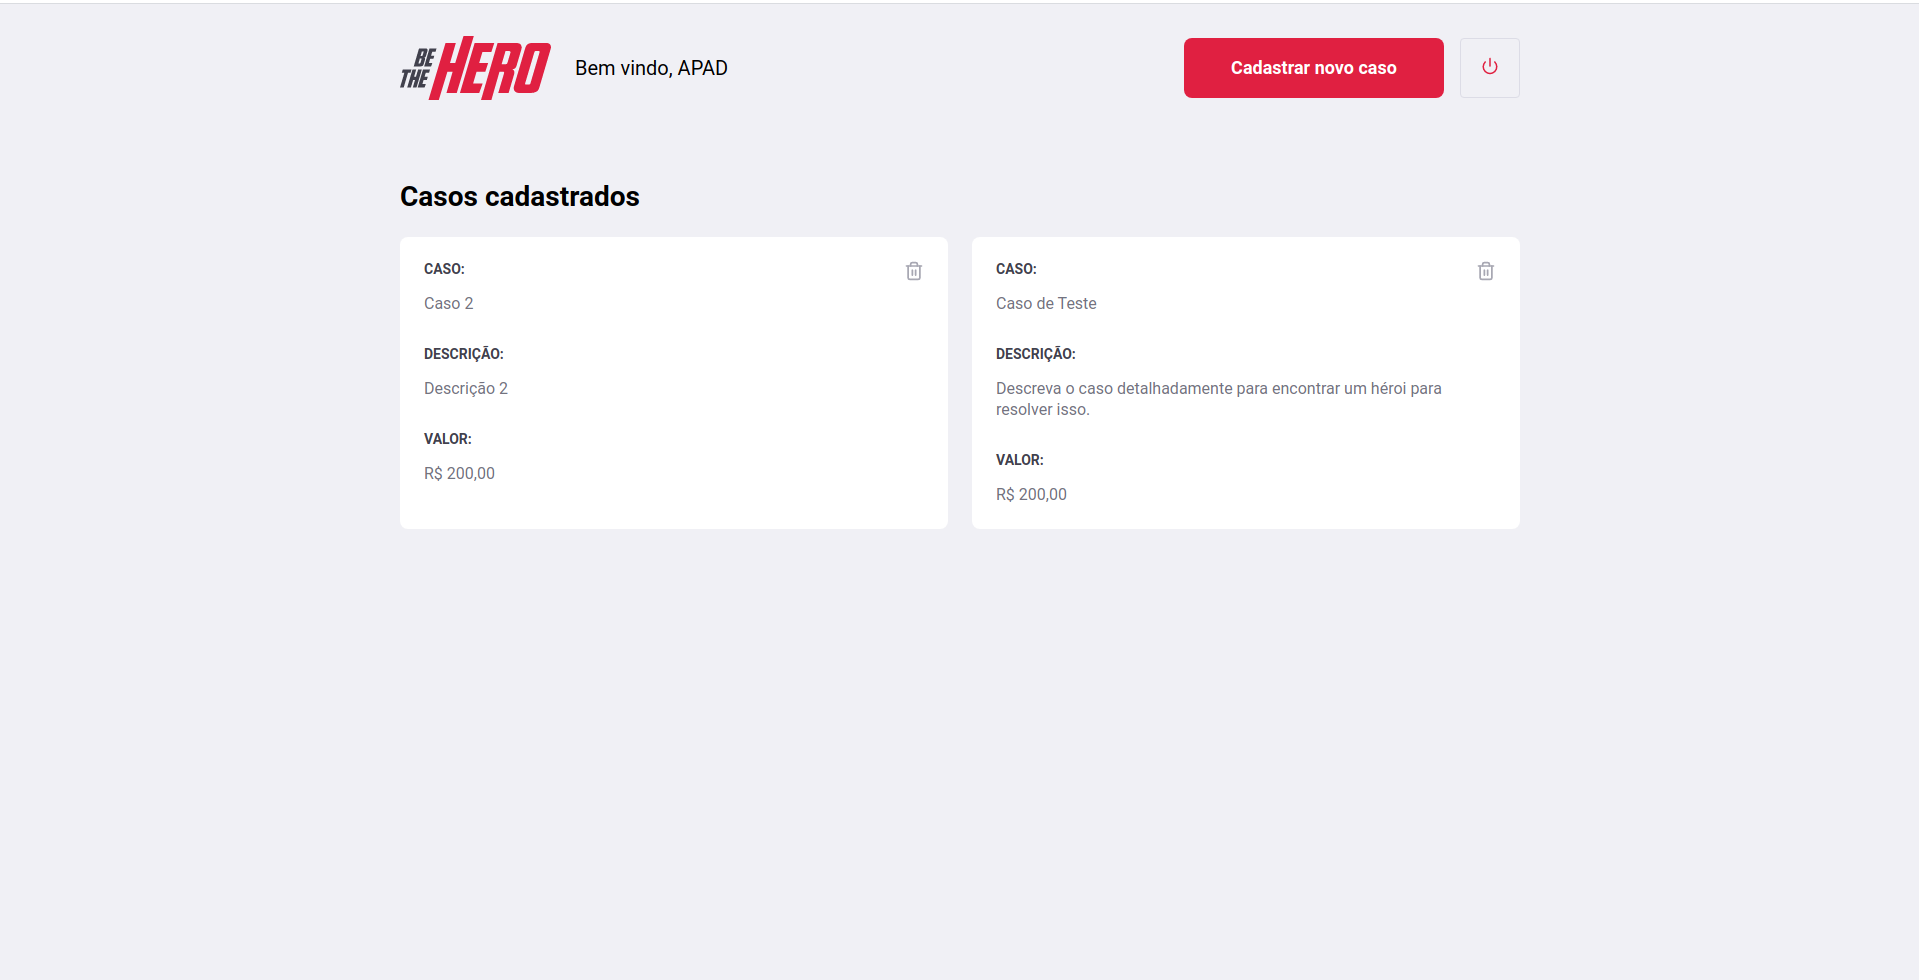 BE
THE
HERO
Bem vindo, APAD
Cadastrar novo caso
Casos cadastrados
CASO:
Caso 2
DESCRIÇÃO:
Descrição 2
VALOR:
R$ 200,00
CASO:
Caso de Teste
DESCRIÇÃO:
Descreva o caso detalhadamente para encontrar um hérói para
resolver isso.
VALOR:
R$ 200,00